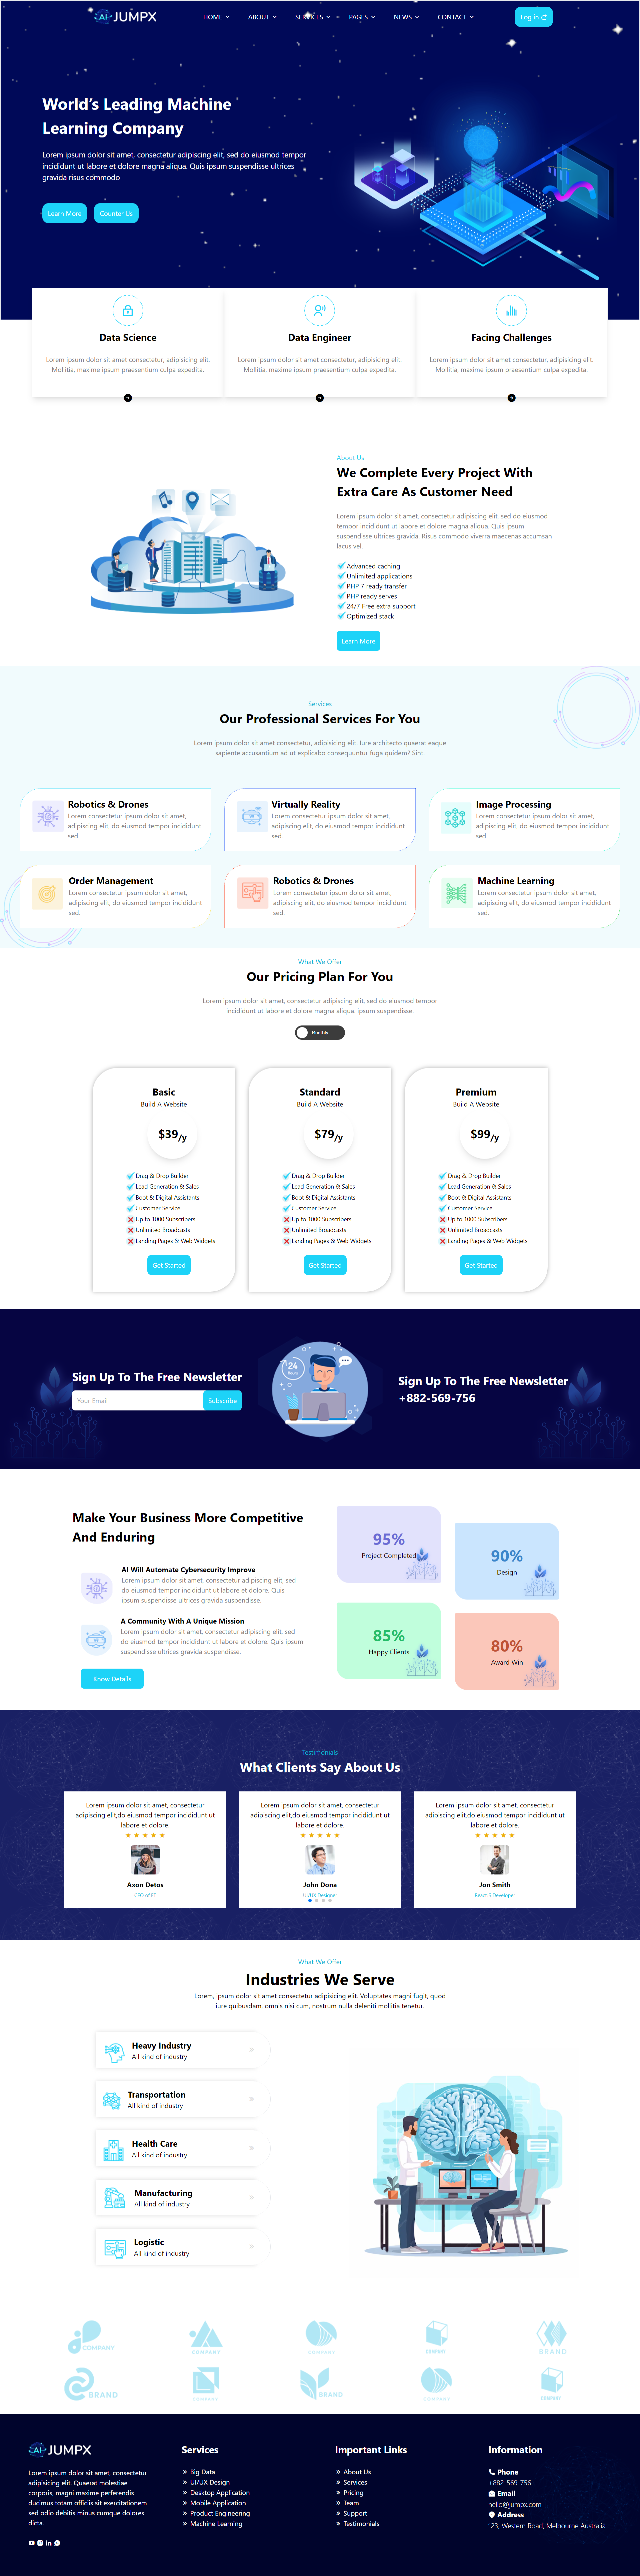 AI JUMPX
HOME ABOUT SERVICES PAGES NEWS CONTACT
Log in
World's Leading Machine
Learning Company
Lorem ipsum dolor sit amet, consectetur adipiscing elit, sed do eiusmod tempor
incididunt ut labore et dolore magna aliqua. Quis ipsum suspendisse ultrices
gravida risus commodo
Learn More
Counter Us
Data Science
Lorem ipsum dolor sit amet consectetur, adipisicing elit.
Mollitia, maxime ipsum praesentium culpa expedita.
Data Engineer
Lorem ipsum dolor sit amet consectetur, adipisicing elit.
Mollitia, maxime ipsum praesentium culpa expedita.
Facing Challenges
Lorem ipsum dolor sit amet consectetur, adipisicing elit.
Mollitia, maxime ipsum praesentium culpa expedita.
About Us
We Complete Every Project With
Extra Care As Customer Need
Lorem ipsum dolor sit amet, consectetur adipiscing elit, sed do eiusmod
tempor incididunt ut labore et dolore magna aliqua. Quis ipsum
suspendisse ultrices gravida. Risus commodo viverra maecenas accumsan
lacus vel.
Advanced caching
Unlimited applications
PHP 7 ready transfer
PHP ready serves
24/7 Free extra support
Optimized stack
Learn More
Services
Our Professional Services For You
Lorem ipsum dolor sit amet consectetur, adipisicing elit. Iure architecto quaerat eaque
sapiente accusantium ad ut explicabo consequuntur fuga quidem? Sint.
Robotics & Drones
Lorem consectetur ipsum dolor sit amet,
adipiscing elit, do eiusmod tempor incididunt
sed.
Virtually Reality
Lorem consectetur ipsum dolor sit amet,
adipiscing elit, do eiusmod tempor incididunt
sed.
Image Processing
Lorem consectetur ipsum dolor sit amet,
adipiscing elit, do eiusmod tempor incididunt
sed.
Order Management
Lorem consectetur ipsum dolor sit amet,
adipiscing elit, do eiusmod tempor incididunt
sed.
Robotics & Drones
Lorem consectetur ipsum dolor sit amet,
adipiscing elit, do eiusmod tempor incididunt
sed.
Machine Learning
Lorem consectetur ipsum dolor sit amet,
adipiscing elit, do eiusmod tempor incididunt
sed.
What We Offer
Our Pricing Plan For You
Lorem ipsum dolor sit amet, consectetur adipiscing elit, sed do eiusmod tempor
incididunt ut labore et dolore magna aliqua. ipsum suspendisse.
Monthly
Basic
Build A Website
$39/y
Drag & Drop Builder
Lead Generation & Sales
Boot & Digital Assistants
Customer Service
Up to 1000 Subscribers
Unlimited Broadcasts
Landing Pages & Web Widgets
Get Started
Standard
Build A Website
$79/y
Drag & Drop Builder
Lead Generation & Sales
Boot & Digital Assistants
Customer Service
Up to 1000 Subscribers
Unlimited Broadcasts
Landing Pages & Web Widgets
Get Started
Premium
Build A Website
$99/y
Drag & Drop Builder
Lead Generation & Sales
Boot & Digital Assistants
Customer Service
Up to 1000 Subscribers
Unlimited Broadcasts
Landing Pages & Web Widgets
Get Started
Sign Up To The Free Newsletter
Your Email
Subscribe
24
Sign Up To The Free Newsletter
+882-569-756
Make Your Business More Competitive
And Enduring
AI Will Automate Cybersecurity Improve
Lorem ipsum dolor sit amet, consectetur adipiscing elit, sed
do eiusmod tempor incididunt ut labore et dolore. Quis
ipsum suspendisse ultrices gravida suspendisse.
A Community With A Unique Mission
Lorem ipsum dolor sit amet, consectetur adipiscing elit, sed
do eiusmod tempor incididunt ut labore et dolore. Quis ipsum
suspendisse ultrices gravida suspendisse.
Know Details
95%
Project Completed
90%
Design
85%
Happy Clients
80%
Award Win
Testimonials
What Clients Say About Us
Lorem ipsum dolor sit amet, consectetur
adipiscing elit,do eiusmod tempor incididunt ut
labore et dolore.
Axon Detos
CEO of ET
Lorem ipsum dolor sit amet, consectetur
adipiscing elit,do eiusmod tempor incididunt ut
labore et dolore.
John Dona
UI/UX Designer
Lorem ipsum dolor sit amet, consectetur
adipiscing elit,do eiusmod tempor incididunt ut
labore et dolore.
Jon Smith
ReactJS Developer
What We Offer
Industries We Serve
Lorem, ipsum dolor sit amet consectetur adipisicing elit. Voluptates magni fugit, quod
iure quibusdam, omnis nisi cum, nostrum nulla deleniti mollitia tenetur.
Heavy Industry
All kind of industry
Transportation
All kind of industry
Health Care
All kind of industry
Manufacturing
All kind of industry
Logistic
All kind of industry
COMPANY
COMPANY
COMPANY
COMPANY
BRAND
BRAND
COMPANY
BRAND
COMPANY
COMPANY
AI JUMPX
Lorem ipsum dolor sit amet consectetur
adipisicing elit. Quaerat molestiae
corporis, magni maxime perferendis
ducimus totam officiis sit exercitationem
sed odio debitis minus cumque dolores
dicta.
Services
Big Data
UI/UX Design
Desktop Application
Mobile Application
Product Engineering
Machine Learning
Important Links
About Us
Services
Pricing
Team
Support
Testimonials
Information
Phone
+882-569-756
Email
hello@jumpx.com
Address
123, Western Road, Melbourne Australia